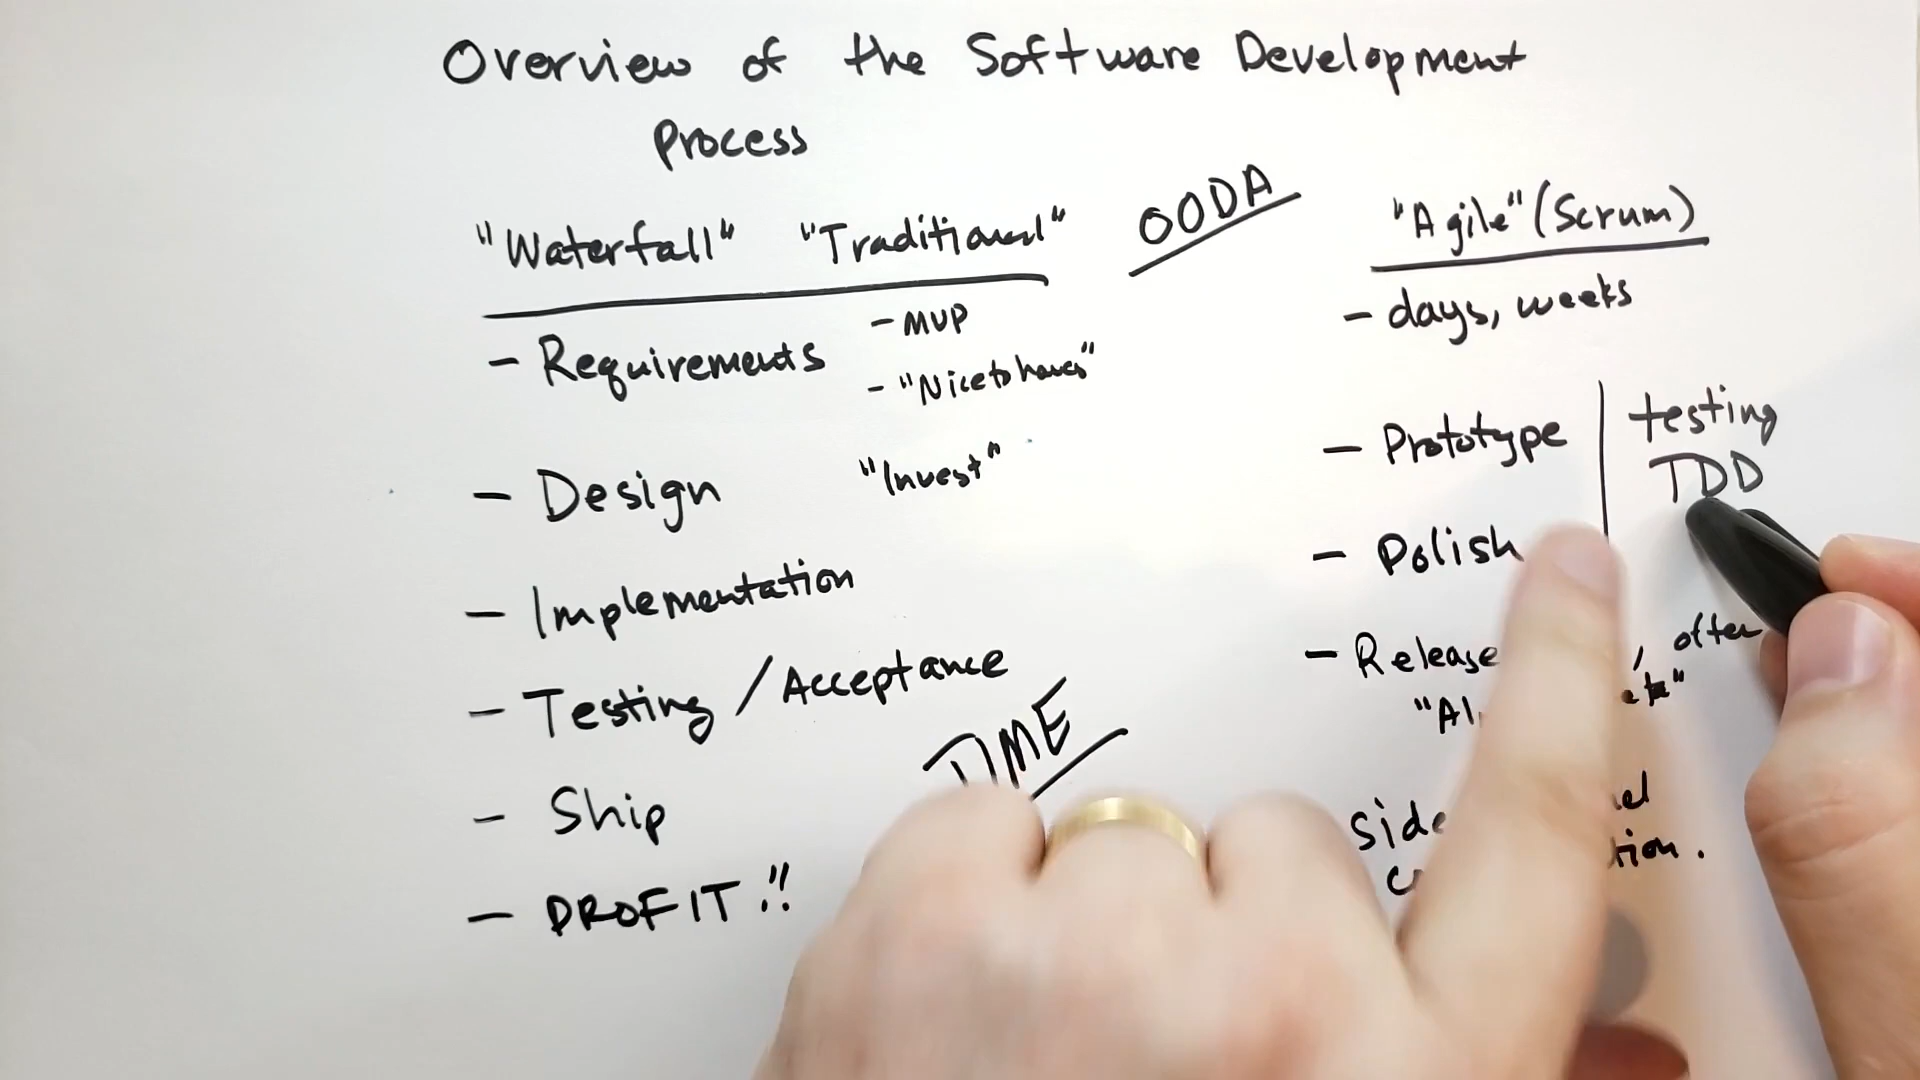 Overview of the Software Development
Process
"Waterfall" "Traditional"
- Requirements
- MVP
- "Nice to haves"
- Design
"Invest"
- Implementation
- Testing / Acceptance
- Ship
- PROFIT!!
OODA
TIME
"Agile" (Scrum)
- days, weeks
- Prototype
testing
TDD
- Polish
- Release , often